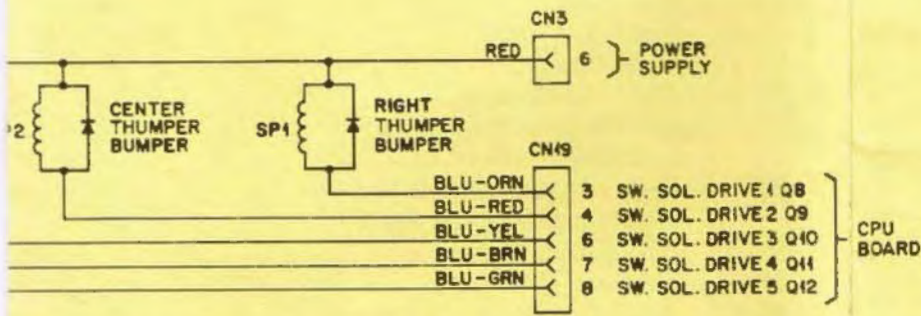 CN3
RED 6 POWER
SUPPLY
CENTER
THUMPER
BUMPER
SP1 RIGHT
THUMPER
BUMPER
CN19
BLU-ORN 3 SW. SOL. DRIVE 1 Q8
BLU-RED 4 SW. SOL. DRIVE 2 Q9
BLU-YEL 6 SW. SOL. DRIVE 3 Q10
BLU-BRN 7 SW. SOL. DRIVE 4 Q11
BLU-GRN 8 SW. SOL. DRIVE 5 Q12
CPU
BOARD